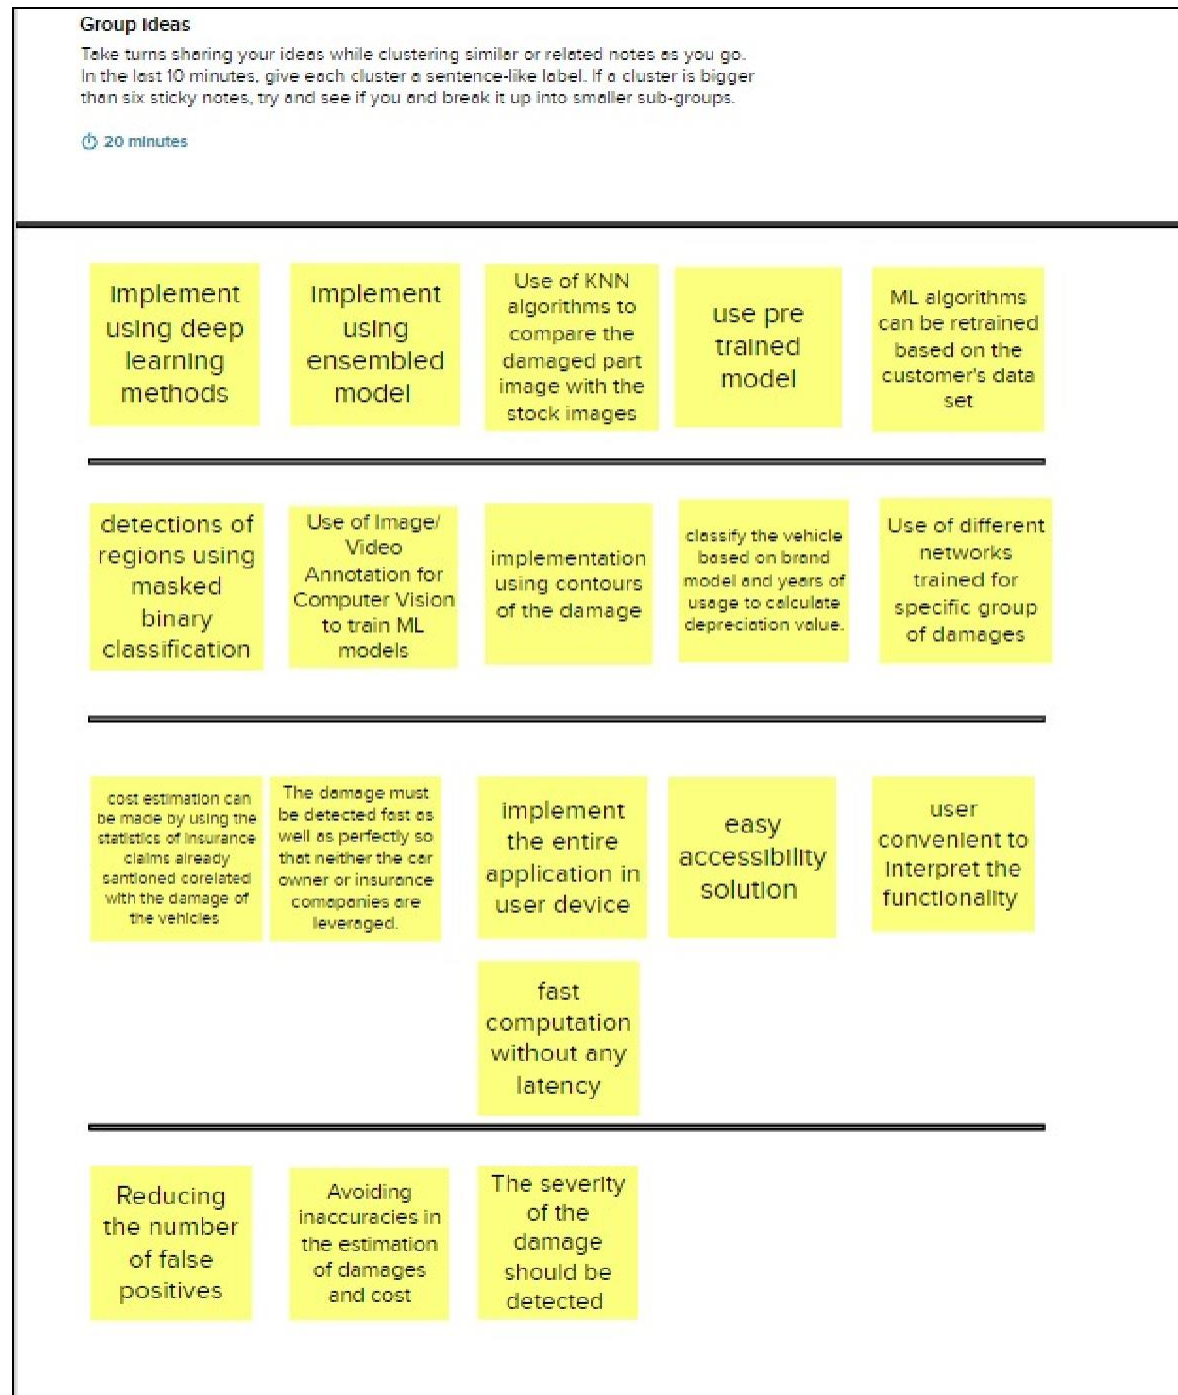 Group ideas
Take turns sharing your ideas while clustering similar or related notes as you go.
In the last 10 minutes, give each cluster a sentence-like label. If a cluster is bigger
than six sticky notes, try and see if you and break it up into smaller sub-groups.
20 minutes
Implement
using deep
learning
methods
Implement
using
ensembled
model
Use of KNN
algorithms to
compare the
damaged part
image with the
stock images
use pre
trained
model
ML algorithms
can be retrained
based on the
customer's data
set
detections of
regions using
masked
binary
classification
Use of Image/
Video
Annotation for
Computer Vision
to train ML
models
implementation
using contours
of the damage
classify the vehicle
based on brand
model and years of
usage to calculate
depreciation value.
Use of different
networks
trained for
specific group
of damages
cost estimation can
be made by using the
statistics of insurance
claims already
santioned corelated
with the damage of
the vehicles
The damage must
be detected fast as
well as perfectly so
that neither the car
owner or insurance
comapanies are
leveraged.
implement
the entire
application in
user device
easy
accessibility
solution
user
convenient to
interpret the
functionality
fast
computation
without any
latency
Reducing
the number
of false
positives
Avoiding
inaccuracies in
the estimation
of damages
and cost
The severity
of the
damage
should be
detected